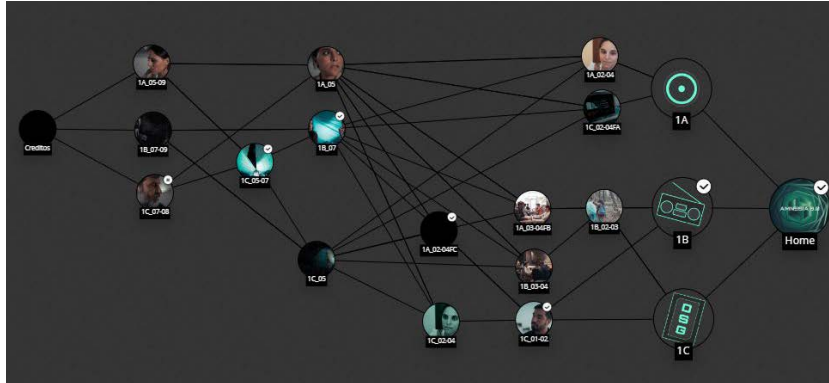 Creditos
1A_05-09
1B_07-09
1C_07-08
1C_05-07
1A_05
1B_07
1C_05
1A_02-04FC
1C_02-04
1A_02-04
1C_02-04FA
1A_03-04FB
1B_02-03
1B_03-04
1C_01-02
1A
1B
OSG
1C
Home